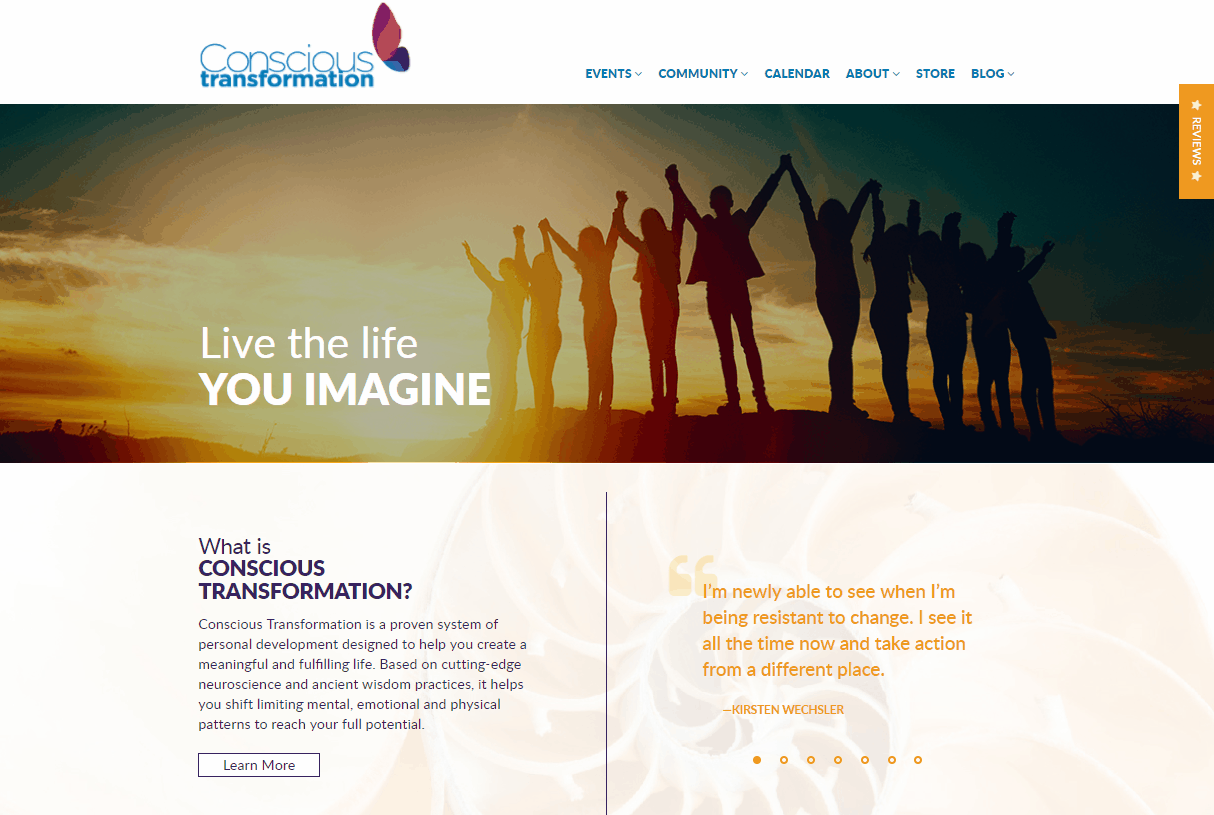 Conscious
transformation
EVENTS COMMUNITY CALENDAR ABOUT STORE BLOG
REVIEWS
Live the life
YOU IMAGINE
What is
CONSCIOUS
TRANSFORMATION?
Conscious Transformation is a proven system of
personal development designed to help you create a
meaningful and fulfilling life. Based on cutting-edge
neuroscience and ancient wisdom practices, it helps
you shift limiting mental, emotional and physical
patterns to reach your full potential.
Learn More
“I’m newly able to see when I’m
being resistant to change. I see it
all the time now and take action
from a different place.
—KIRSTEN WECHSLER